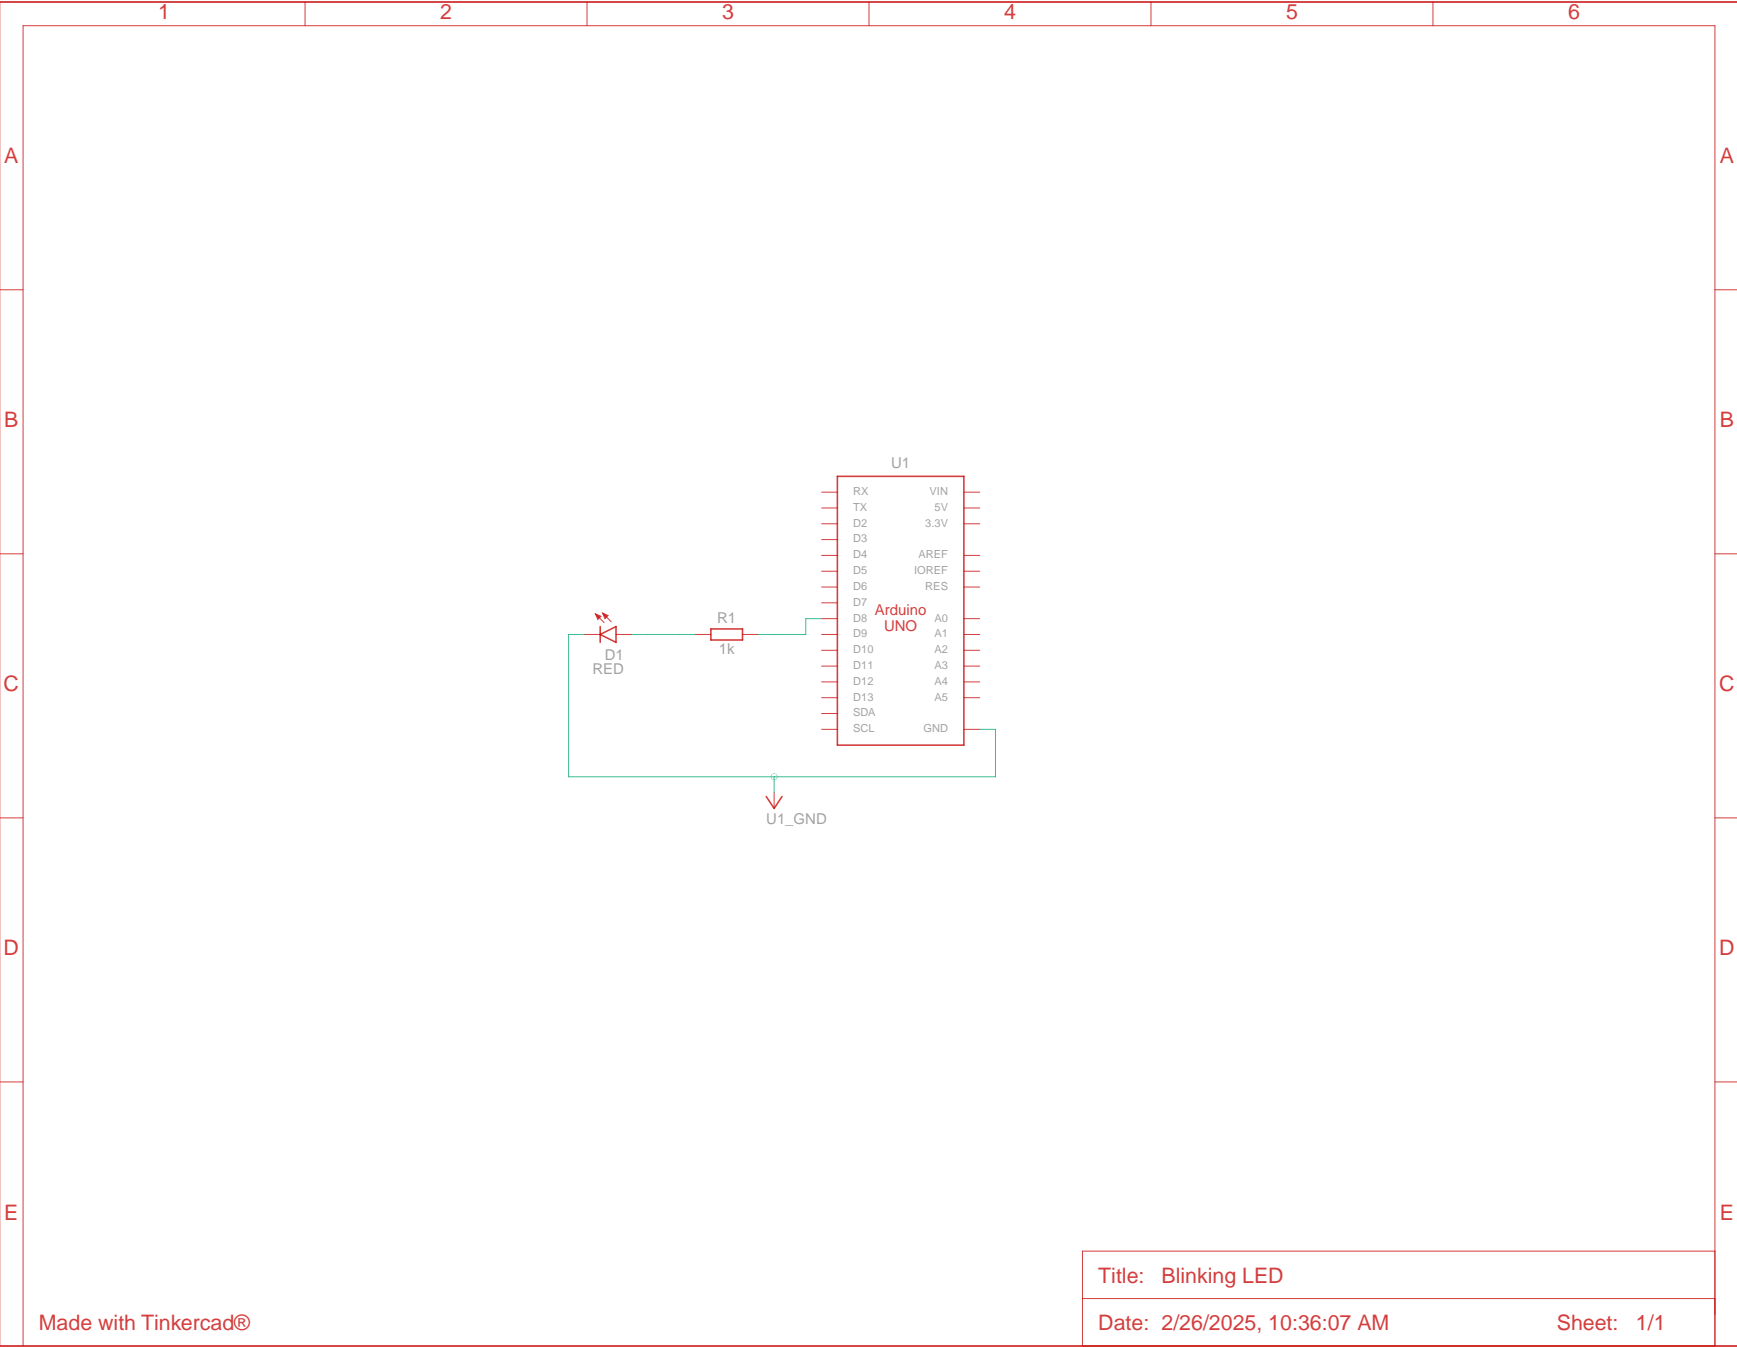 1 2 3 4 5 6
A A
B B
U1
RX VIN
TX 5V
D2 3.3V
D3
D4 AREF
D5 IOREF
D6 RES
D7
Arduino
UNO
D8 A0
D9 A1
D10 A2
D11 A3
D12 A4
D13 A5
SDA
SCL GND
R1
1k
D1
RED
C C
U1_GND
D D
E E
Title: Blinking LED
Date: 2/26/2025, 10:36:07 AM Sheet: 1/1
Made with Tinkercad®